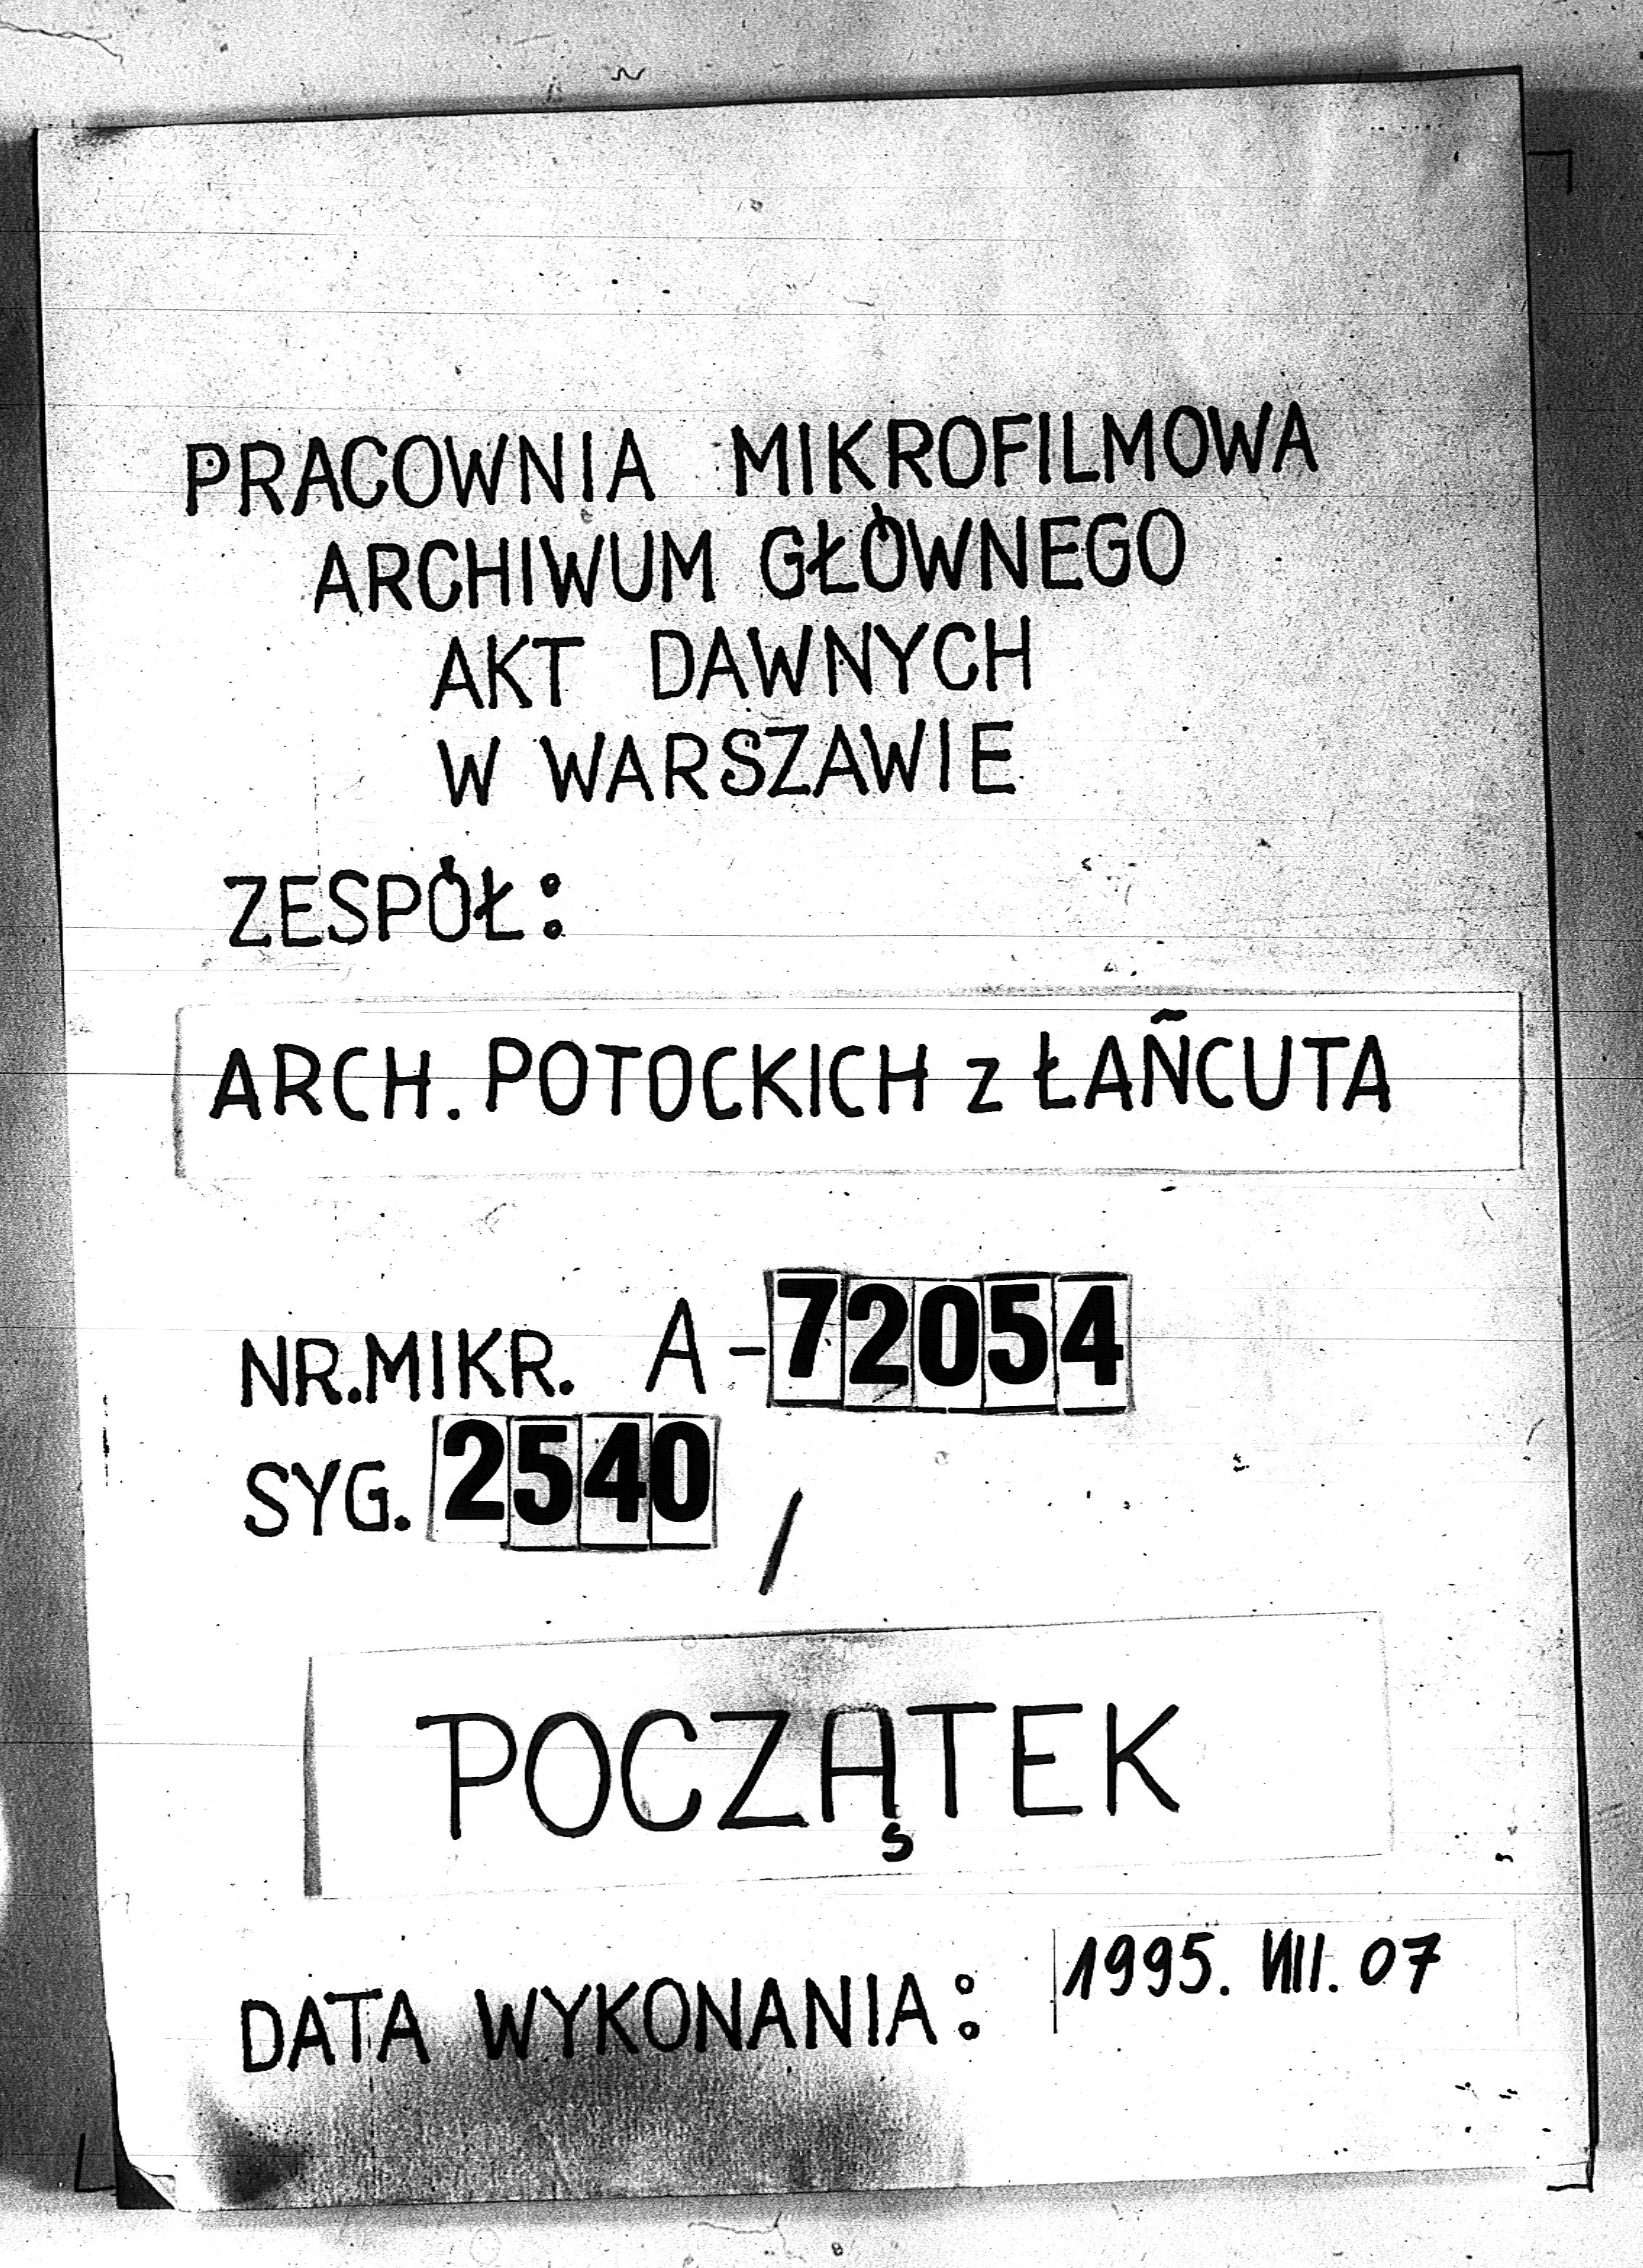 PRACOWNIA MIKROFILMOWA
ARCHIWUM GŁÓWNEGO
AKT DAWNYCH
W WARSZAWIE
ZESPÓŁ:
ARCH. POTOCKICH z ŁAŃCUTA
NR.MIKR. A-72054
SYG. 2540 /
POCZĄTEK
DATA WYKONANIA: 1995. VIII. 07